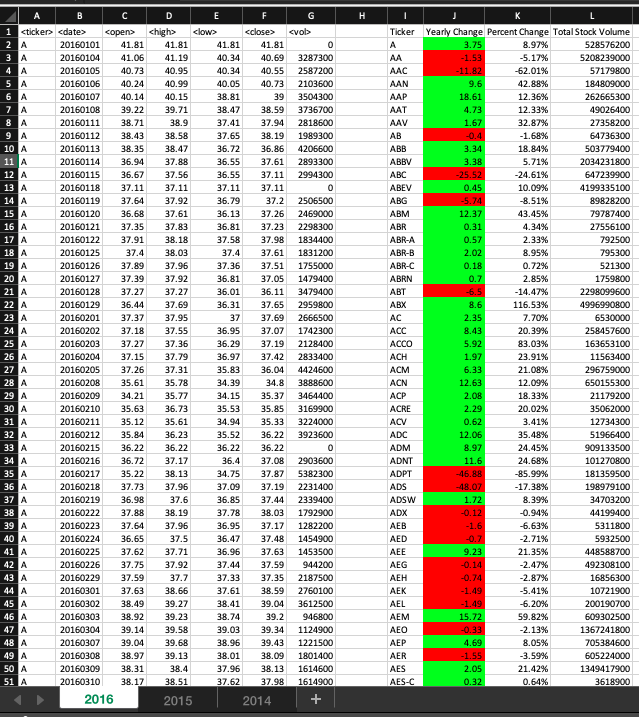 A B C D E F G H I J K L
1 <ticker> <date> <open> <high> <low> <close> <vol> Ticker Yearly Change Percent Change Total Stock Volume
2 A 20160101 41.81 41.81 41.81 41.81 0 A 3.75 8.97% 528576200
3 A 20160104 41.06 41.19 40.34 40.69 3287300 AA -1.53 -5.17% 5208239000
4 A 20160105 40.73 40.95 40.34 40.55 2587200 AAC -11.82 -62.01% 57179800
5 A 20160106 40.24 40.99 40.05 40.73 2103600 AAN 9.6 42.88% 184809000
6 A 20160107 40.14 40.15 38.81 39 3504300 AAP 18.61 12.36% 262665300
7 A 20160108 39.22 39.71 38.47 38.59 3736700 AAT 4.73 12.33% 49026400
8 A 20160111 38.71 38.9 37.41 37.94 2818600 AAV 1.67 32.87% 27358200
9 A 20160112 38.43 38.58 37.65 38.19 1989300 AB -0.4 -1.68% 64736300
10 A 20160113 38.35 38.47 36.72 36.86 4206600 ABB 3.34 18.84% 503779400
11 A 20160114 36.94 37.88 36.55 37.61 2893300 ABBV 3.38 5.71% 2034231800
12 A 20160115 36.67 37.56 36.55 37.11 2994300 ABC -25.52 -24.61% 647239900
13 A 20160118 37.11 37.11 37.11 37.11 0 ABEV 0.45 10.09% 4199335100
14 A 20160119 37.64 37.92 36.79 37.2 2506500 ABG -5.74 -8.51% 89828200
15 A 20160120 36.68 37.61 36.13 37.26 2469000 ABM 12.37 43.45% 79787400
16 A 20160121 37.35 37.83 36.81 37.23 2298300 ABR 0.31 4.34% 27556100
17 A 20160122 37.91 38.18 37.58 37.98 1834400 ABR-A 0.57 2.33% 792500
18 A 20160125 37.4 38.03 37.4 37.61 1831200 ABR-B 2.02 8.95% 795300
19 A 20160126 37.89 37.96 37.36 37.51 1755000 ABR-C 0.18 0.72% 521300
20 A 20160127 37.39 37.92 36.81 37.05 1479400 ABRN 0.7 2.85% 1759800
21 A 20160128 37.27 37.27 36.01 36.11 3479400 ABT -6.5 -14.47% 2298099600
22 A 20160129 36.44 37.69 36.31 37.65 2959800 ABX 8.6 116.53% 4996990800
23 A 20160201 37.37 37.95 37 37.69 2666500 AC 2.35 7.70% 6530000
24 A 20160202 37.18 37.55 36.95 37.07 1742300 ACC 8.43 20.39% 258457600
25 A 20160203 37.27 37.36 36.29 37.19 2128400 ACCO 5.92 83.03% 163653100
26 A 20160204 37.15 37.79 36.97 37.42 2833400 ACH 1.97 23.91% 11563400
27 A 20160205 37.26 37.31 35.83 36.04 4424600 ACM 6.33 21.08% 296759000
28 A 20160208 35.61 35.78 34.39 34.8 3888600 ACN 12.63 12.09% 650155300
29 A 20160209 34.21 35.77 34.15 35.37 3464400 ACP 2.08 18.33% 21179200
30 A 20160210 35.63 36.73 35.53 35.85 3169900 ACRE 2.29 20.02% 35062000
31 A 20160211 35.12 35.61 34.94 35.33 3224000 ACV 0.62 3.41% 12734300
32 A 20160212 35.84 36.23 35.52 36.22 3923600 ADC 12.06 35.48% 51966400
33 A 20160215 36.22 36.22 36.22 36.22 0 ADM 8.97 24.45% 909133500
34 A 20160216 36.72 37.17 36.4 37.08 2903600 ADNT 11.6 24.68% 101270800
35 A 20160217 35.22 38.13 34.75 37.87 5382300 ADPT -46.88 -85.99% 181359500
36 A 20160218 37.73 37.96 37.09 37.19 2231400 ADS -48.07 -17.38% 198979100
37 A 20160219 36.98 37.6 36.85 37.44 2339400 ADSW 1.72 8.39% 34703200
38 A 20160222 37.88 38.19 37.78 38.03 1792900 ADX -0.12 -0.94% 44199400
39 A 20160223 37.64 37.96 36.95 37.17 1282200 AEB -1.6 -6.63% 5311800
40 A 20160224 36.65 37.5 36.47 37.48 1454900 AED -0.7 -2.71% 5932500
41 A 20160225 37.62 37.71 36.96 37.63 1453500 AEE 9.23 21.35% 448588700
42 A 20160226 37.75 37.92 37.44 37.59 944200 AEG -0.14 -2.47% 492308100
43 A 20160229 37.59 37.7 37.33 37.35 2187500 AEH -0.74 -2.87% 16856300
44 A 20160301 37.63 38.66 37.61 38.59 2760100 AEK -1.49 -5.41% 10721900
45 A 20160302 38.49 39.27 38.41 39.04 3612500 AEL -1.49 -6.20% 200190700
46 A 20160303 38.92 39.23 38.74 39.2 946800 AEM 15.72 59.82% 609302500
47 A 20160304 39.14 39.58 39.03 39.34 1124900 AEO -0.33 -2.13% 1367241800
48 A 20160307 39.04 39.68 38.96 39.43 1221500 AEP 4.69 8.05% 705384600
49 A 20160308 38.97 39.13 38.01 38.09 1801400 AER -1.55 -3.59% 605224000
50 A 20160309 38.31 38.4 37.96 38.13 1614600 AES 2.05 21.42% 1349417900
51 A 20160310 38.17 38.51 37.62 37.98 1614900 AES-C 0.32 0.64% 3618900
2016 2015 2014 +